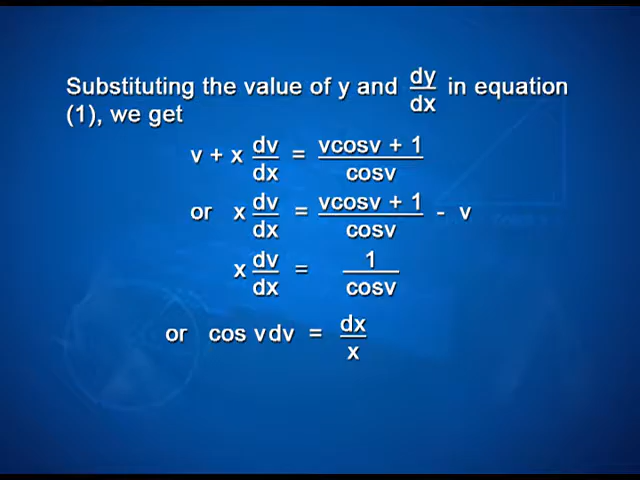 Substituting the value of y and dy/dx in equation
(1), we get
v + x dv/dx = vcosv + 1/cosv
or x dv/dx = vcosv + 1/cosv - v
x dv/dx = 1/cosv
or cos v dv = dx/x